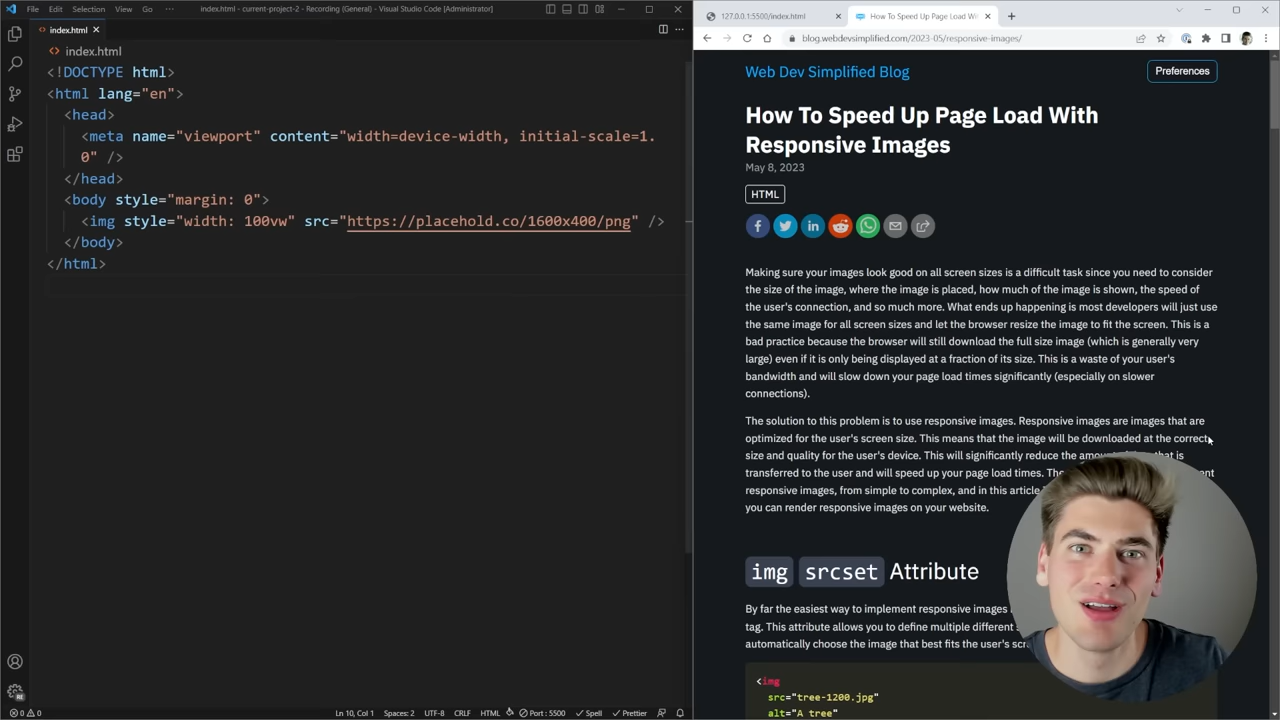 File Edit Selection View Go ··· index.html - current-project-2 - Recording (General) - Visual Studio Code [Administrator]
index.html
index.html
<!DOCTYPE html>
<html lang="en">
<head>
<meta name="viewport" content="width=device-width, initial-scale=1.
0" />
</head>
<body style="margin: 0">
<img style="width: 100vw" src="https://placehold.co/1600x400/png" />
</body>
</html>
0 0 Ln 10, Col 1 Spaces: 2 UTF-8 CRLF HTML Port : 5500 Spell Prettier
127.0.0.1:5500/index.html How To Speed Up Page Load Wi
blog.webdevsimplified.com/2023-05/responsive-images/
Web Dev Simplified Blog Preferences
How To Speed Up Page Load With
Responsive Images
May 8, 2023
HTML
Making sure your images look good on all screen sizes is a difficult task since you need to consider
the size of the image, where the image is placed, how much of the image is shown, the speed of
the user's connection, and so much more. What ends up happening is most developers will just use
the same image for all screen sizes and let the browser resize the image to fit the screen. This is a
bad practice because the browser will still download the full size image (which is generally very
large) even if it is only being displayed at a fraction of its size. This is a waste of your user's
bandwidth and will slow down your page load times significantly (especially on slower
connections).
The solution to this problem is to use responsive images. Responsive images are images that are
optimized for the user's screen size. This means that the image will be downloaded at the correct
size and quality for the user's device. This will significantly reduce the that is
transferred to the user and will speed up your page load times.
responsive images, from simple to complex, and in this article
you can render responsive images on your website.
img srcset Attribute
By far the easiest way to implement responsive images
tag. This attribute allows you to define multiple different
automatically choose the image that best fits the user's
<img
src="tree-1200.jpg"
alt="A tree"